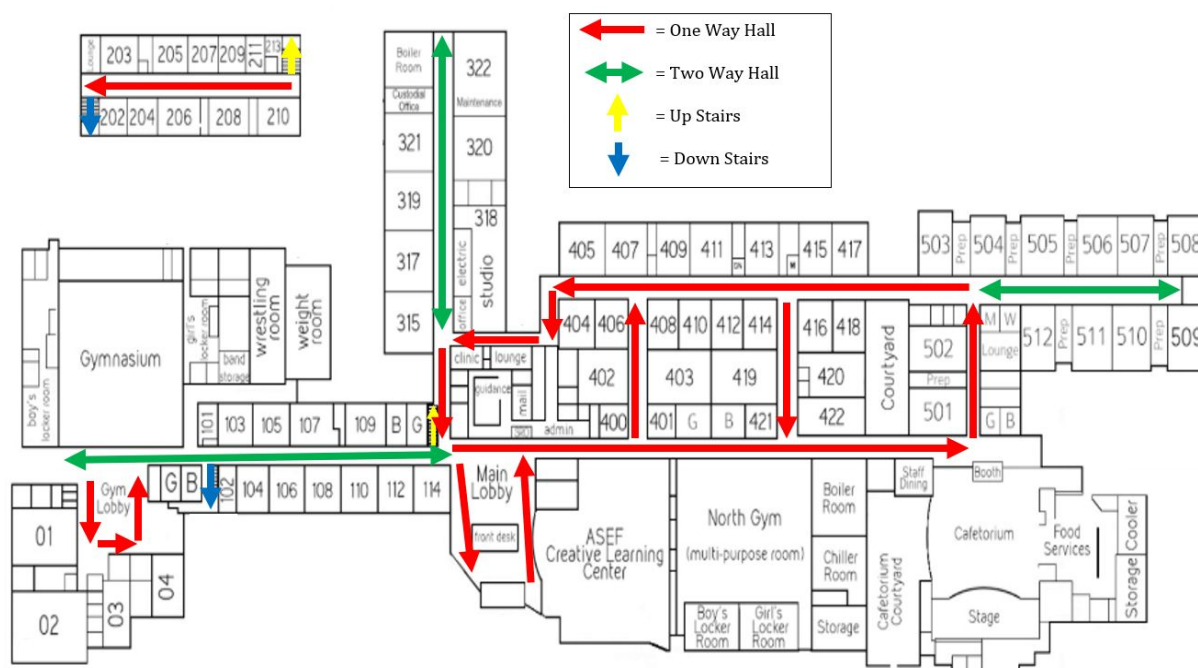 = One Way Hall
= Two Way Hall
= Up Stairs
= Down Stairs
Lounge
203
205
207
209
211
213
202
204
206
208
210
Boiler
Room
Custodial
Office
321
319
317
315
322
Maintenance
320
318
studio
electric
office
405
407
409
411
413
M
415
417
503
Prep
504
Prep
505
Prep
506
507
Prep
508
404
406
408
410
412
414
416
418
402
403
419
420
400
401
G
B
421
422
Courtyard
502
Prep
501
M W
Lounge
G B
512
Prep
511
510
Prep
509
clinic
lounge
guidance
mail
admin
boy's
locker room
Gymnasium
girl's
locker room
band
storage
wrestling
room
weight
room
101
103
105
107
109
B
G
G B
102
104
106
108
110
112
114
Gym
Lobby
01
02
03
04
Main
Lobby
front desk
ASEF
Creative Learning
Center
North Gym
(multi-purpose room)
Boy's
Locker
Room
Girl's
Locker
Room
Boiler
Room
Chiller
Room
Storage
Staff
Dining
Cafetorium
Courtyard
Booth
Cafetorium
Stage
Food
Services
Cooler
Storage